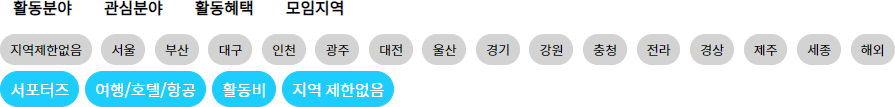 활동분야 관심분야 활동혜택 모임지역
지역제한없음 서울 부산 대구 인천 광주 대전 울산 경기 강원 충청 전라 경상 제주 세종 해외
서포터즈 여행/호텔/항공 활동비 지역 제한없음